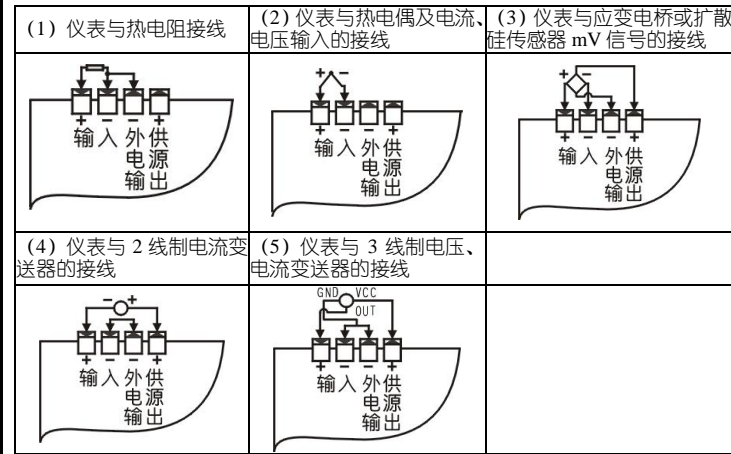 (1) 仪表与热电阻接线
(2) 仪表与热电偶及电流、
电压输入的接线
(3) 仪表与应变电桥或扩散
硅传感器 mV 信号的接线
+ − − +
输入 外供
电源
输出
+ −
+ − − +
输入 外供
电源
输出
+ −
+ − − +
输入 外供
电源
输出
(4) 仪表与 2 线制电流变
送器的接线
(5) 仪表与 3 线制电压、
电流变送器的接线
− +
+ − − +
输入 外供
电源
输出
GND VCC
OUT
+ − − +
输入 外供
电源
输出